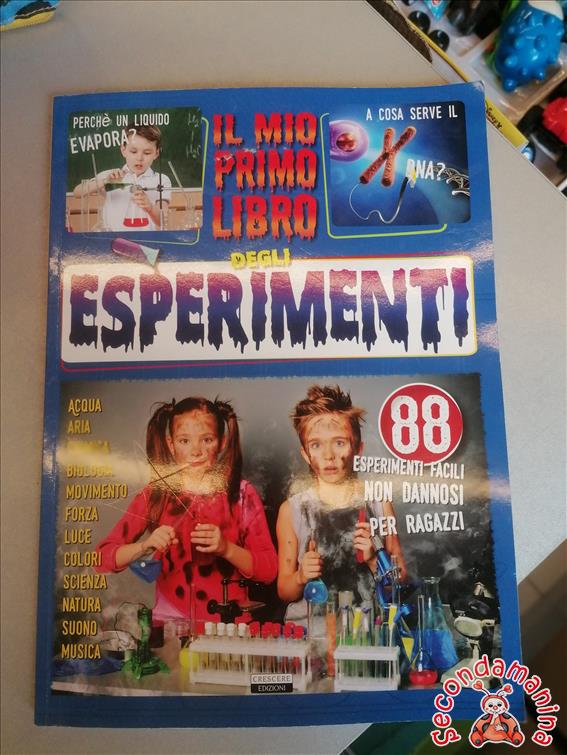 PERCHÈ UN LIQUIDO
EVAPORA?
IL MIO
PRIMO
LIBRO
DEGLI
ESPERIMENTI
A COSA SERVE IL
DNA?
ACQUA
ARIA
BIOLOGIA
MOVIMENTO
FORZA
LUCE
COLORI
SCIENZA
NATURA
SUONO
MUSICA
88
ESPERIMENTI FACILI
NON DANNOSI
PER RAGAZZI
CRESCERE
EDIZIONI
Secondamanina